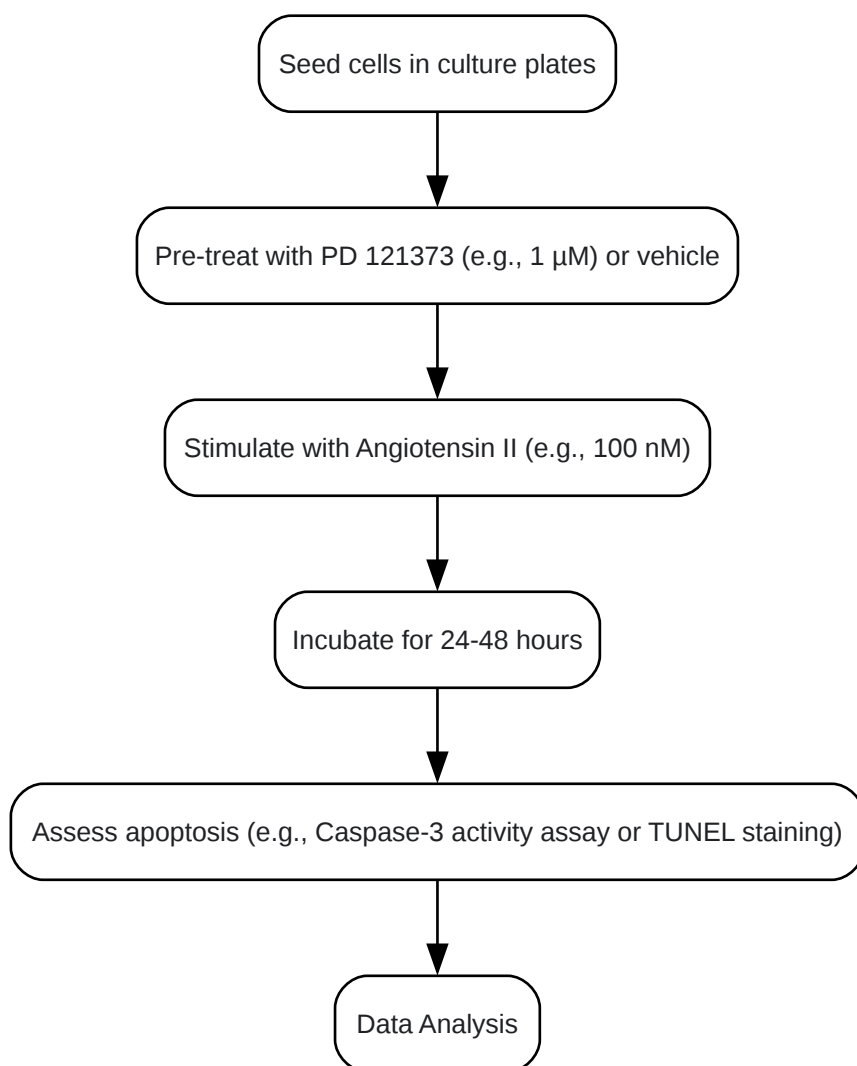 Seed cells in culture plates
Pre-treat with PD 121373 (e.g., 1 µM) or vehicle
Stimulate with Angiotensin II (e.g., 100 nM)
Incubate for 24-48 hours
Assess apoptosis (e.g., Caspase-3 activity assay or TUNEL staining)
Data Analysis